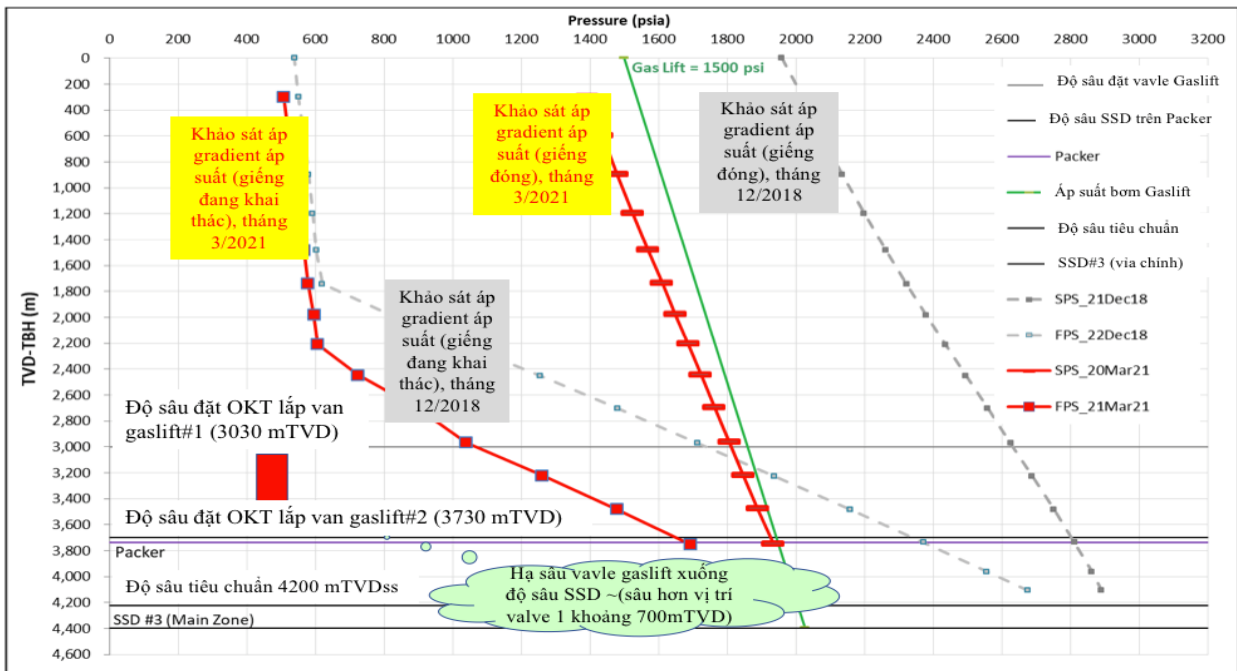 Pressure (psia)
0 200 400 600 800 1000 1200 1400 1600 1800 2000 2200 2400 2600 2800 3000 3200
TVD-TBH (m)
0
200
400
600
800
1,000
1,200
1,400
1,600
1,800
2,000
2,200
2,400
2,600
2,800
3,000
3,200
3,400
3,600
3,800
4,000
4,200
4,400
4,600
Gas Lift = 1500 psi
Khảo sát áp
gradient áp
suất (giếng
đang khai
thác), tháng
3/2021
Khảo sát áp
gradient áp
suất (giếng
đóng), tháng
3/2021
Khảo sát áp
gradient áp
suất (giếng
đóng), tháng
12/2018
Khảo sát áp
gradient áp
suất (giếng
đang khai
thác), tháng
12/2018
Độ sâu đặt vavle Gaslift
Độ sâu SSD trên Packer
Packer
Áp suất bơm Gaslift
Độ sâu tiêu chuẩn
SSD#3 (vỉa chính)
SPS_21Dec18
FPS_22Dec18
SPS_20Mar21
FPS_21Mar21
Độ sâu đặt OKT lắp van
gaslift#1 (3030 mTVD)
Độ sâu đặt OKT lắp van gaslift#2 (3730 mTVD)
Packer
Độ sâu tiêu chuẩn 4200 mTVDss
SSD #3 (Main Zone)
Hạ sâu vavle gaslift xuống
độ sâu SSD ~(sâu hơn vị trí
valve 1 khoảng 700mTVD)